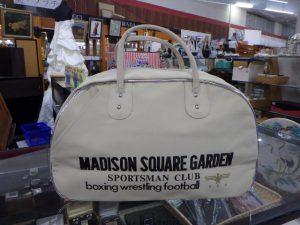 MADISON SQUARE GARDEN
SPORTSMAN CLUB
boxing wrestling football